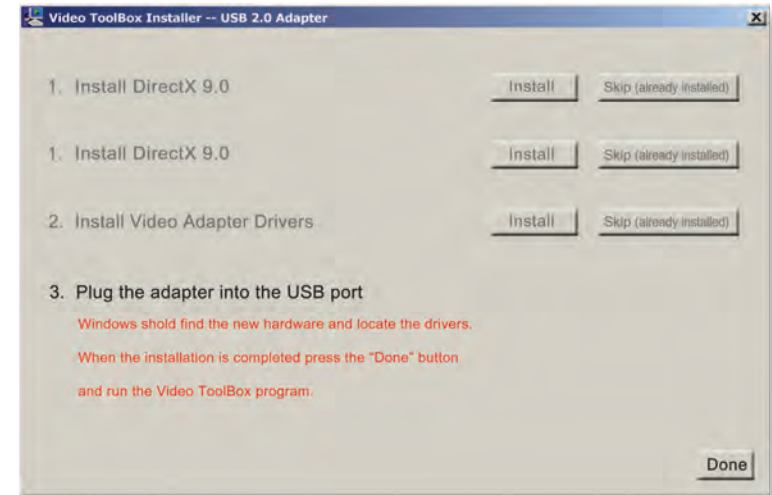 Video ToolBox Installer -- USB 2.0 Adapter
1. Install DirectX 9.0 Install Skip (already installed)
1. Install DirectX 9.0 Install Skip (already installed)
2. Install Video Adapter Drivers Install Skip (already installed)
3. Plug the adapter into the USB port
Windows shold find the new hardware and locate the drivers.
When the installation is completed press the “Done” button
and run the Video ToolBox program.
Done